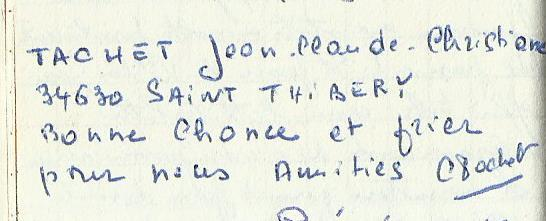 TACHET Jean-Claude-Christiane
34630 SAINT THIBERY
Bonne Chance et prier
pour nous Amitiés